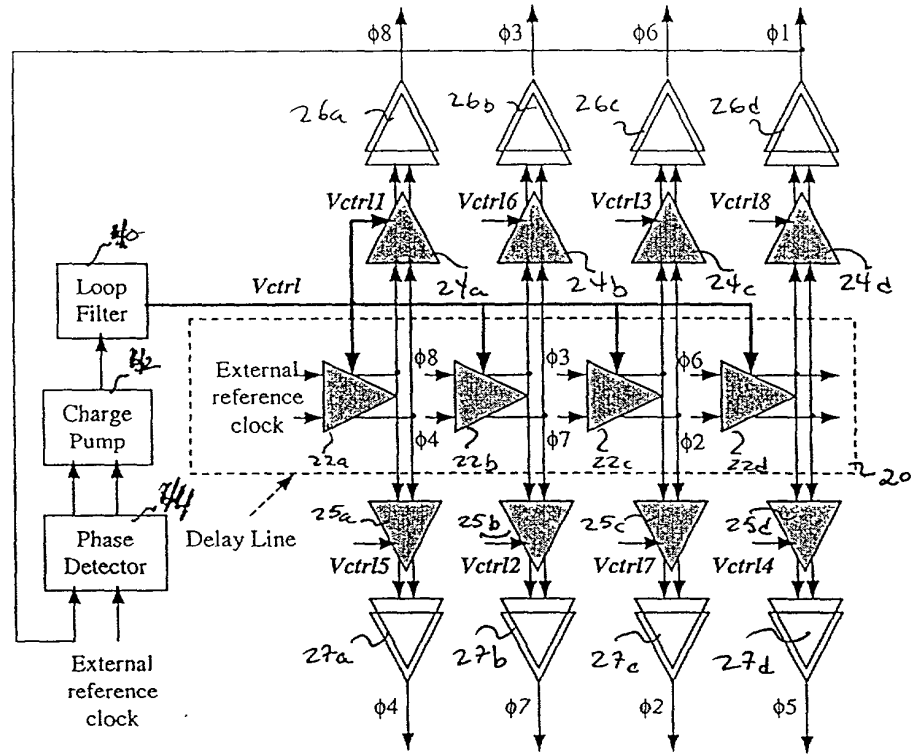 ϕ8 ϕ3 ϕ6 ϕ1
26a 26b 26c 26d
Vctrl1 Vctrl6 Vctrl3 Vctrl8
24a 24b 24c 24d
40
Loop
Filter
Vctrl
External
reference
clock
ϕ8 ϕ3 ϕ6
ϕ4 ϕ7 ϕ2
22a 22b 22c 22d
20
Charge
Pump
Delay Line
44
Phase
Detector
25a 25b 25c 25d
Vctrl5 Vctrl2 Vctrl7 Vctrl4
External
reference
clock
27a 27b 27c 27d
ϕ4 ϕ7 ϕ2 ϕ5